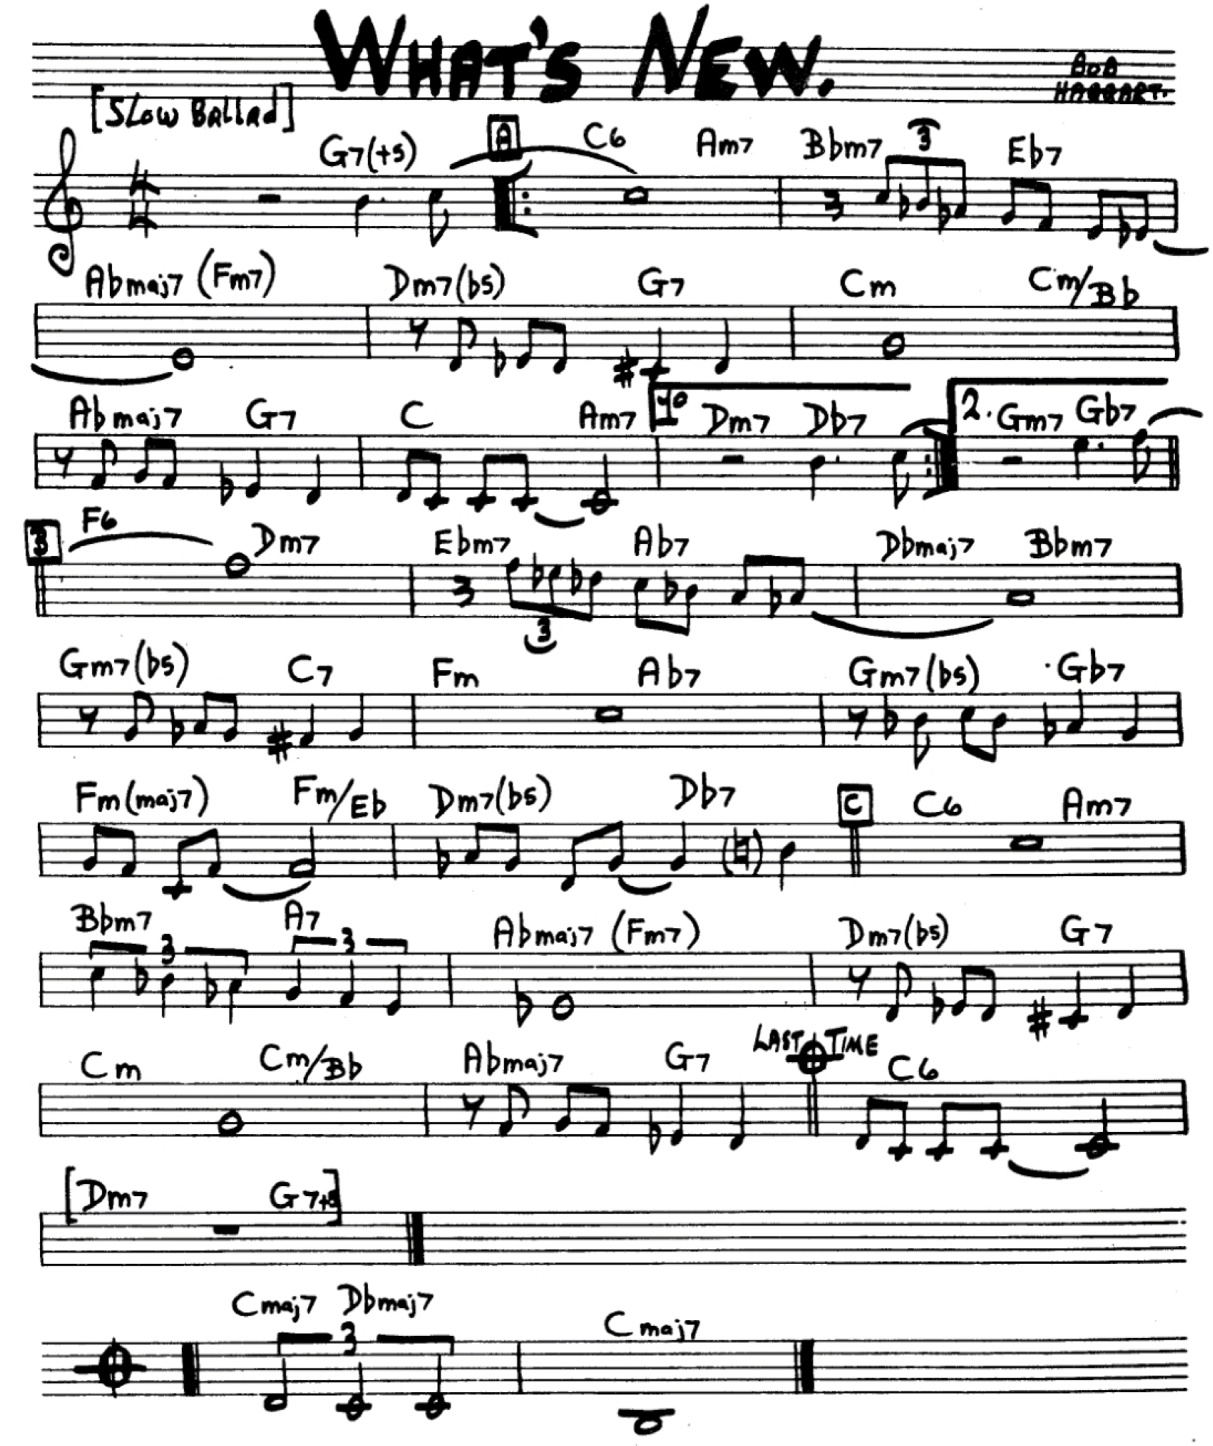 WHAT'S NEW.
BOB
HAGGART.
[SLOW BALLAD]
G7(+5) A C6 Am7 Bbm7 3 Eb7
4
4
Abmaj7 (Fm7) Dm7(b5) G7 Cm Cm/Bb
Abmaj7 G7 C Am7 Dm7 Db7 2. Gm7 Gb7
B F6 Dm7 Ebm7 Ab7 Dbmaj7 Bbm7
3
Gm7(b5) C7 Fm Ab7 Gm7(b5) Gb7
Fm(maj7) Fm/Eb Dm7(b5) Db7 C C6 Am7
Bbm7 A7 Abmaj7 (Fm7) Dm7(b5) G7
3 3
LAST TIME
Cm Cm/Bb Abmaj7 G7 C6
[Dm7 G7+5]
Cmaj7 Dbmaj7 Cmaj7
3